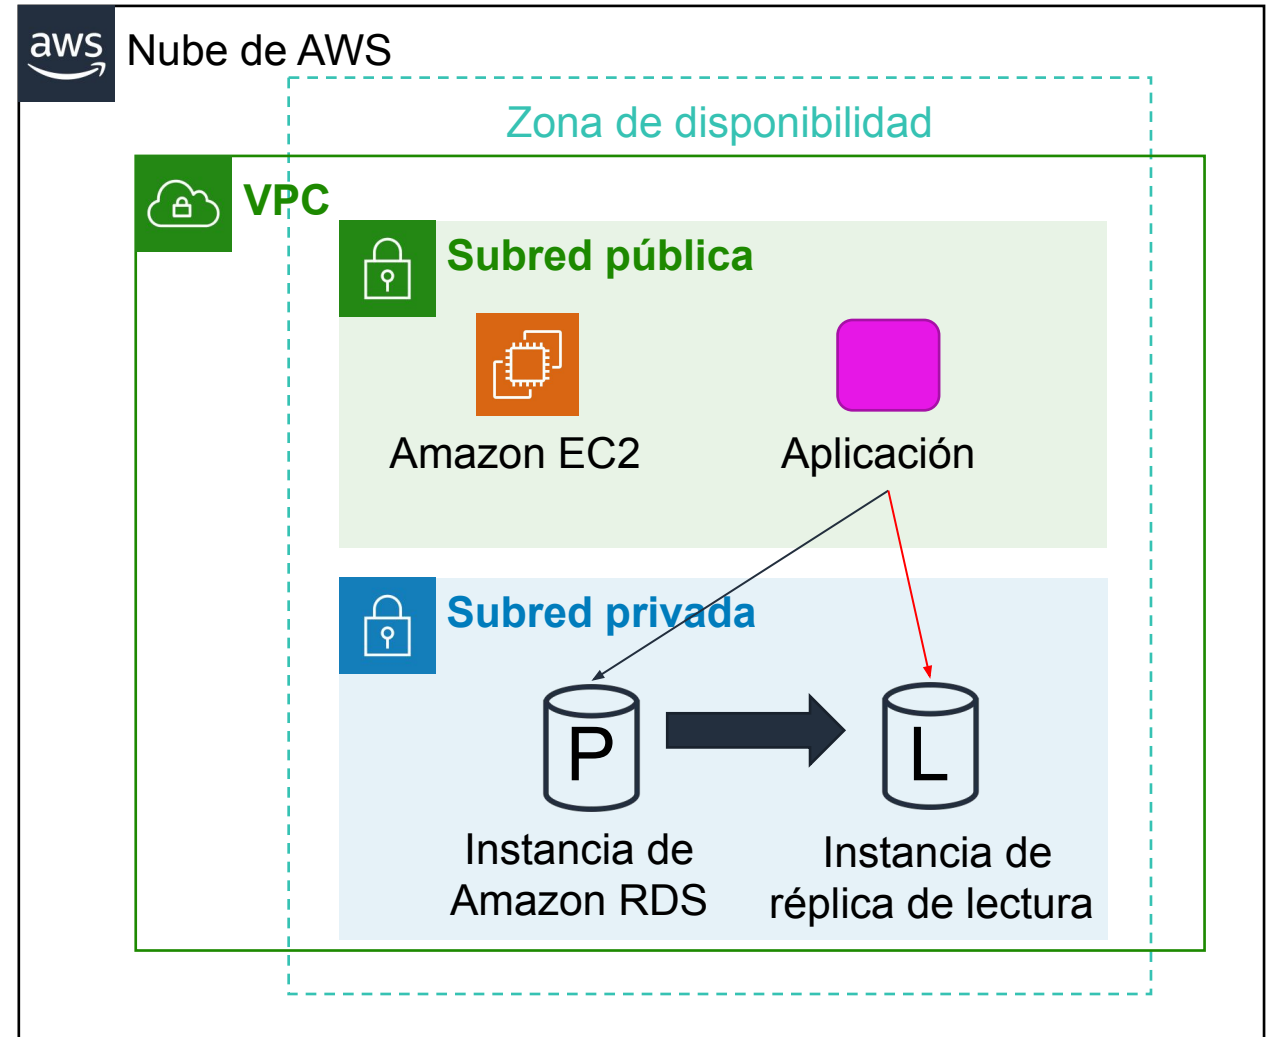 aws
Nube de AWS
Zona de disponibilidad
VPC
Subred pública
Amazon EC2
Aplicación
Subred privada
P
L
Instancia de
Amazon RDS
Instancia de
réplica de lectura